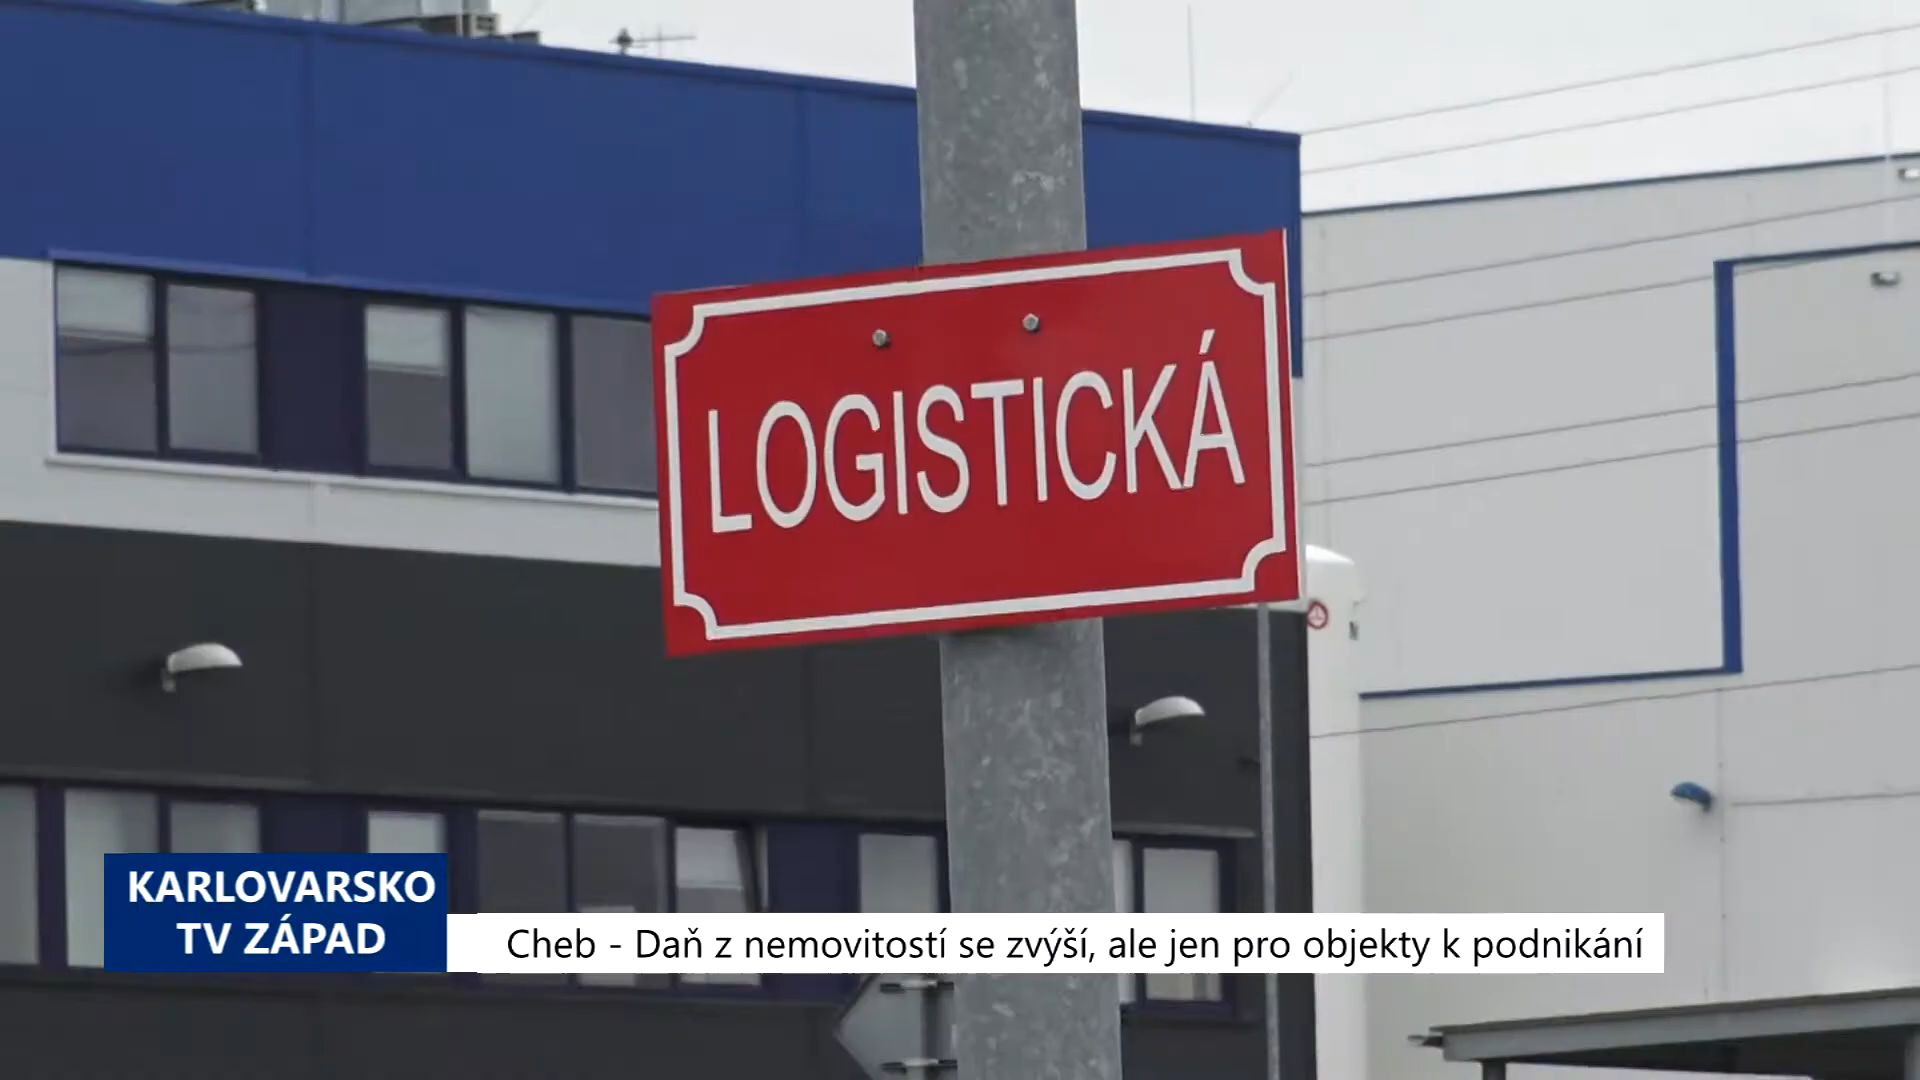 LOGISTICKÁ
KARLOVARSKO
TV ZÁPAD
Cheb - Daň z nemovitostí se zvýší, ale jen pro objekty k podnikání